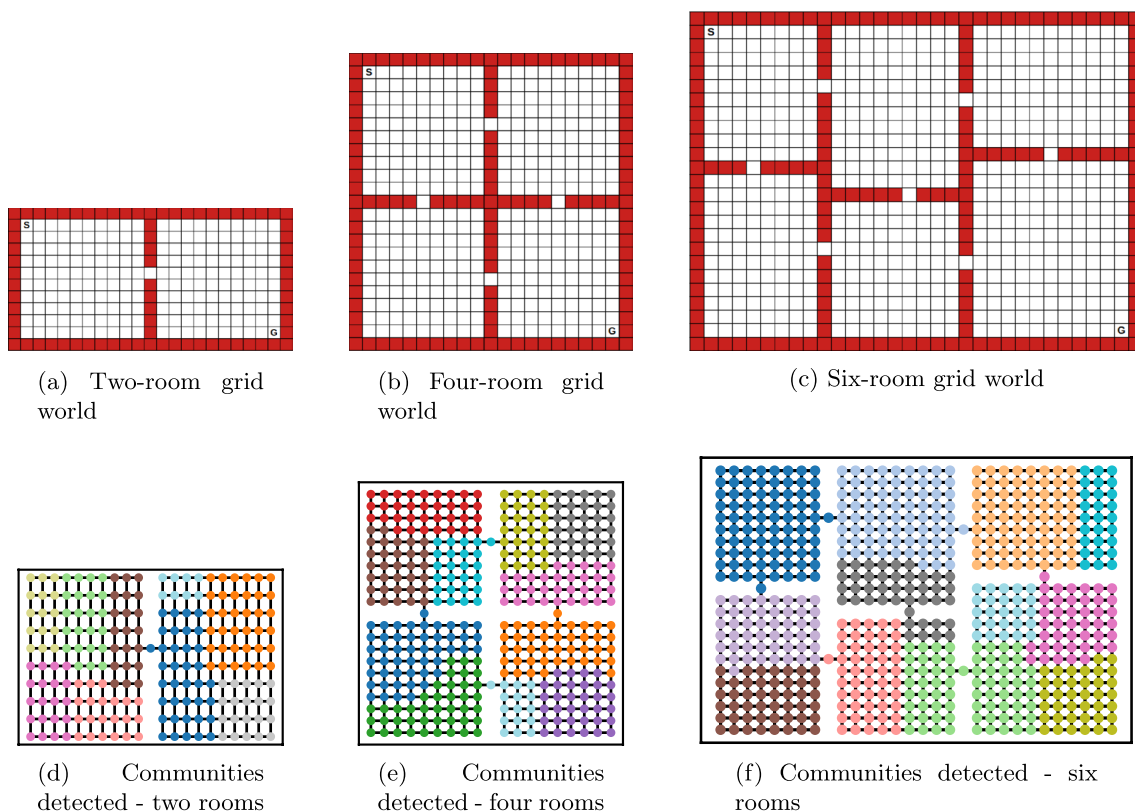 S
G
(a) Two-room grid
world
S
G
(b) Four-room grid
world
S
G
(c) Six-room grid world
(d) Communities
detected - two rooms
(e) Communities
detected - four rooms
(f) Communities detected - six
rooms